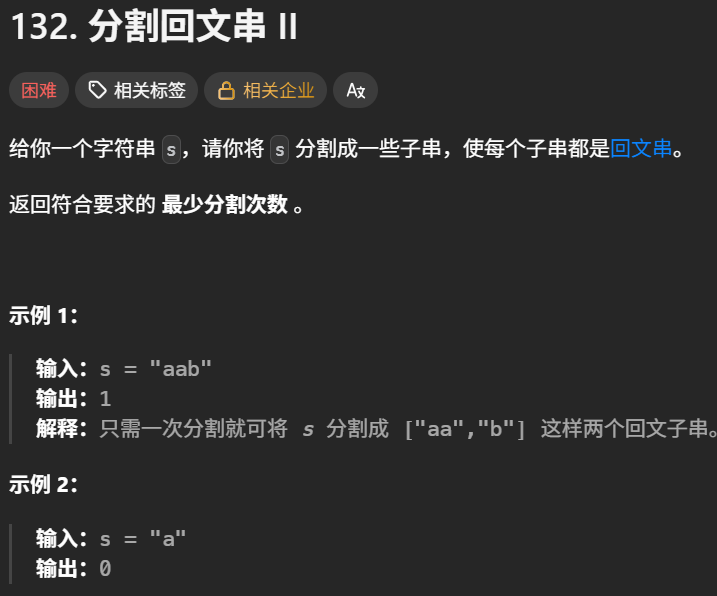 132. 分割回文串 II
困难 相关标签 相关企业 Aあ
给你一个字符串 s，请你将 s 分割成一些子串，使每个子串都是回文串。
返回符合要求的 最少分割次数 。
示例 1：
输入：s = "aab"
输出：1
解释：只需一次分割就可将 s 分割成 ["aa","b"] 这样两个回文子串。
示例 2：
输入：s = "a"
输出：0